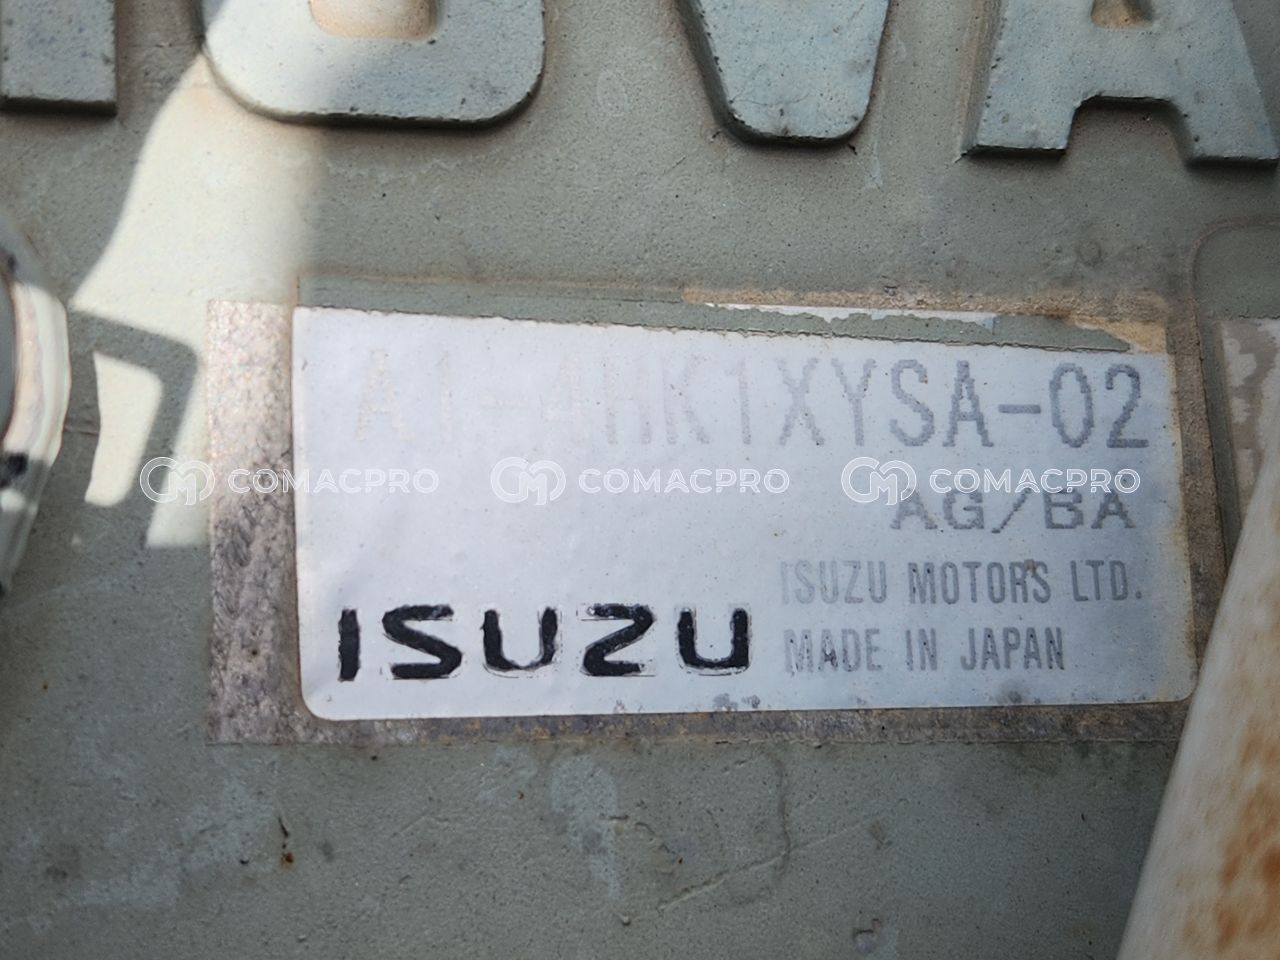 A1-4HK1XYSA-02
COMACPRO COMACPRO COMACPRO
AG/BA
ISUZU MOTORS LTD.
ISUZU
MADE IN JAPAN